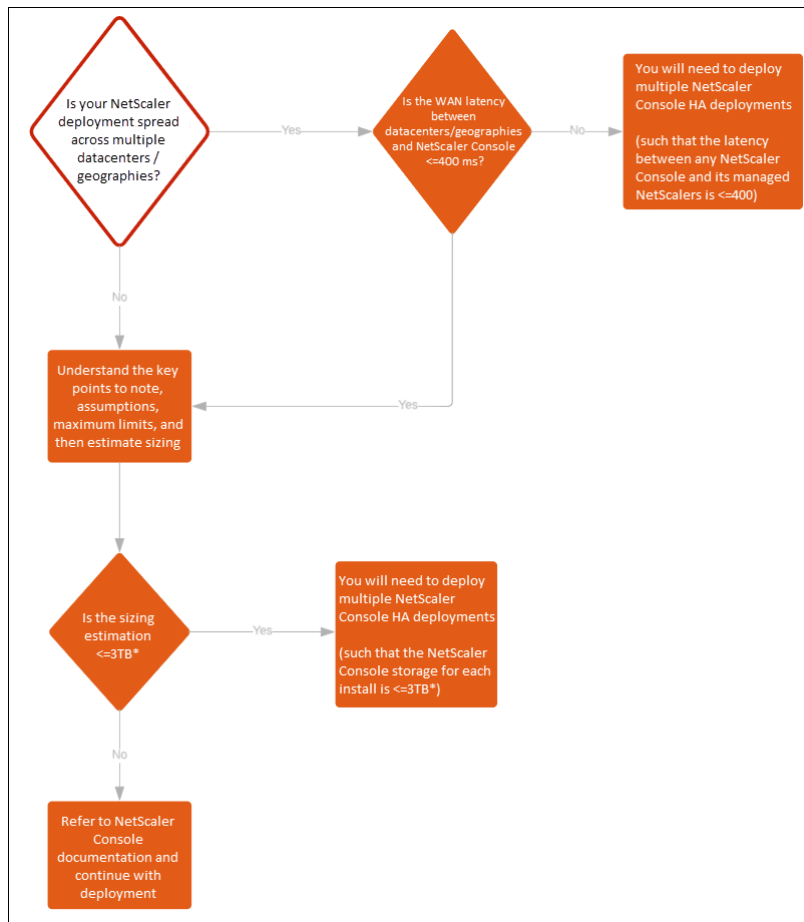 Is your NetScaler
deployment spread
across multiple
datacenters /
geographies?
Yes
Is the WAN latency
between
datacenters/geographies
and NetScaler Console
<=400 ms?
No
You will need to deploy
multiple NetScaler
Console HA deployments
(such that the latency
between any NetScaler
Console and its managed
NetScalers is <=400)
No
Understand the key
points to note,
assumptions,
maximum limits, and
then estimate sizing
Yes
Is the sizing
estimation
<=3TB*
Yes
You will need to deploy
multiple NetScaler
Console HA deployments
(such that the NetScaler
Console storage for each
install is <=3TB*)
No
Refer to NetScaler
Console
documentation and
continue with
deployment